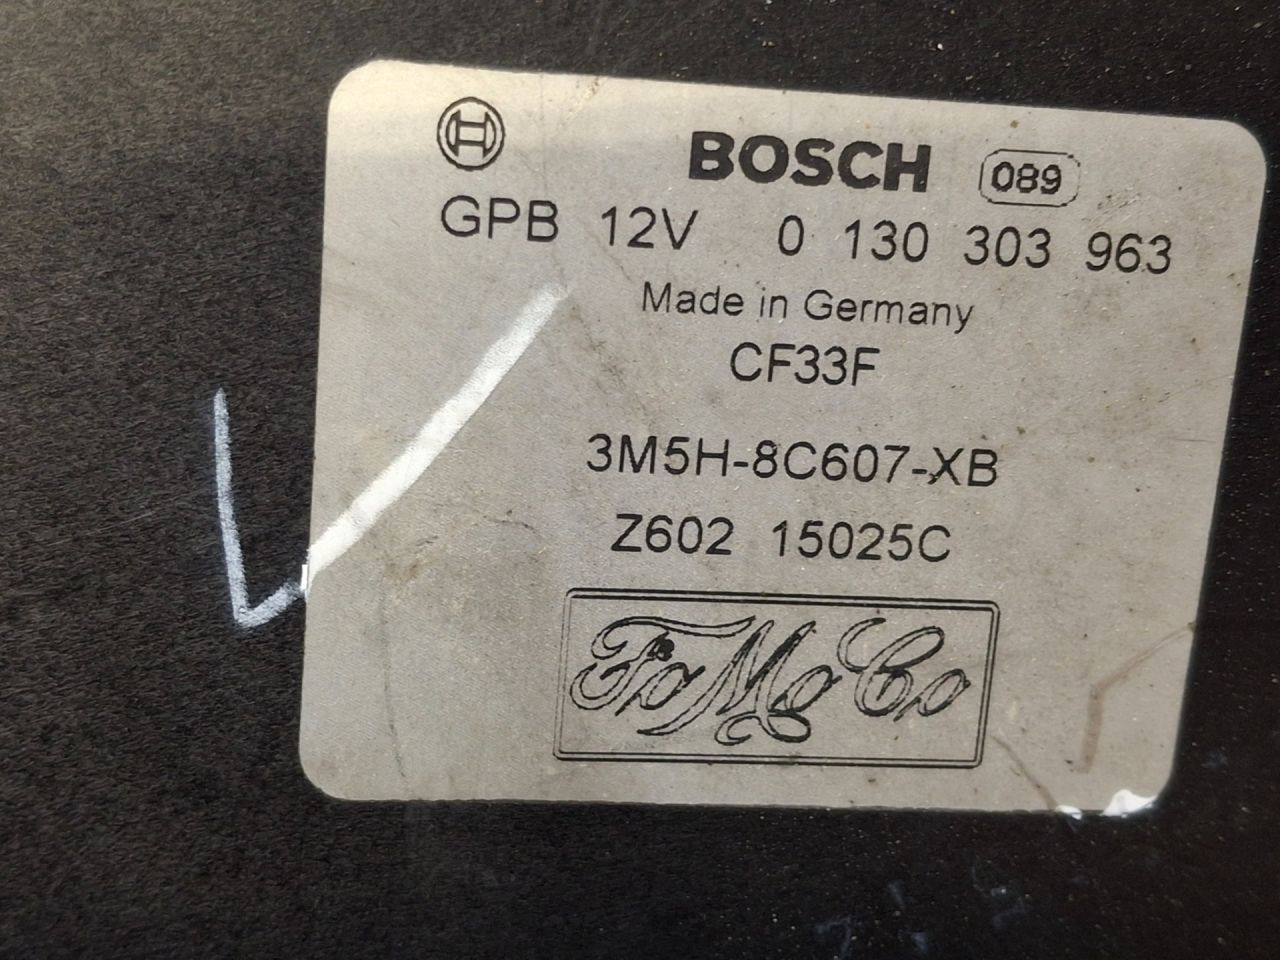 BOSCH 089
GPB 12V 0 130 303 963
Made in Germany
CF33F
3M5H-8C607-XB
Z602 15025C
FoMoCo